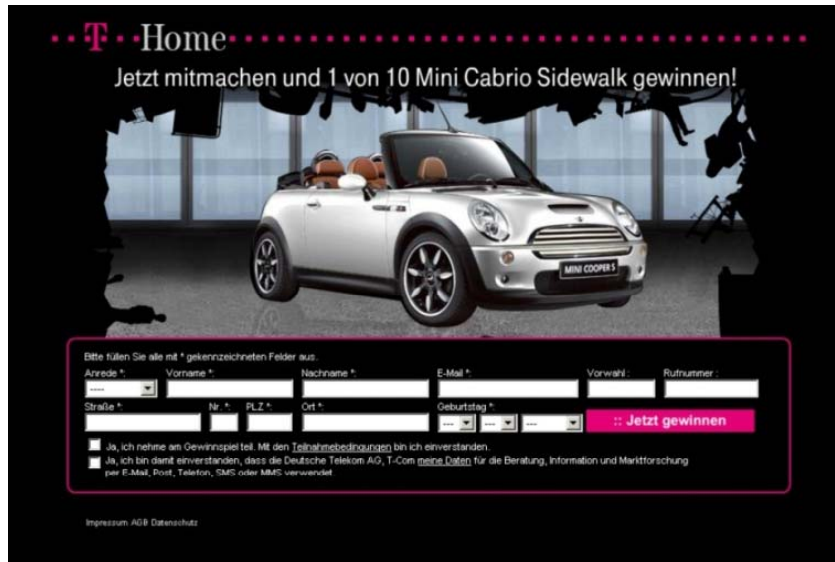 T Home
Jetzt mitmachen und 1 von 10 Mini Cabrio Sidewalk gewinnen!
MINI COOPER S
Bitte füllen Sie alle mit * gekennzeichneten Felder aus.
Anrede *: Vorname *: Nachname *: E-Mail *: Vorwahl : Rufnummer :
----
Straße *: Nr. *: PLZ *: Ort *: Geburtstag *:
--- --- --- :: Jetzt gewinnen
Ja, ich nehme am Gewinnspiel teil. Mit den Teilnahmebedingungen bin ich einverstanden.
Ja, ich bin damit einverstanden, dass die Deutsche Telekom AG, T-Com meine Daten für die Beratung, Information und Marktforschung
per E-Mail, Post, Telefon, SMS oder MMS verwendet
Impressum AGB Datenschutz